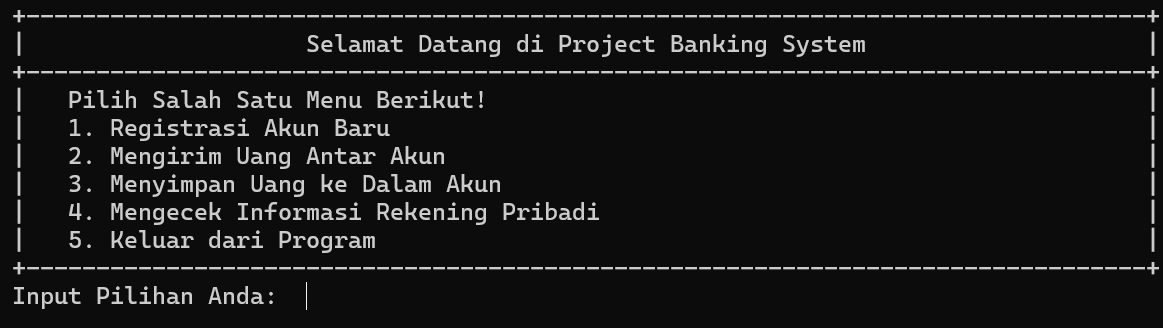 Selamat Datang di Project Banking System
Pilih Salah Satu Menu Berikut!
1. Registrasi Akun Baru
2. Mengirim Uang Antar Akun
3. Menyimpan Uang ke Dalam Akun
4. Mengecek Informasi Rekening Pribadi
5. Keluar dari Program
Input Pilihan Anda: